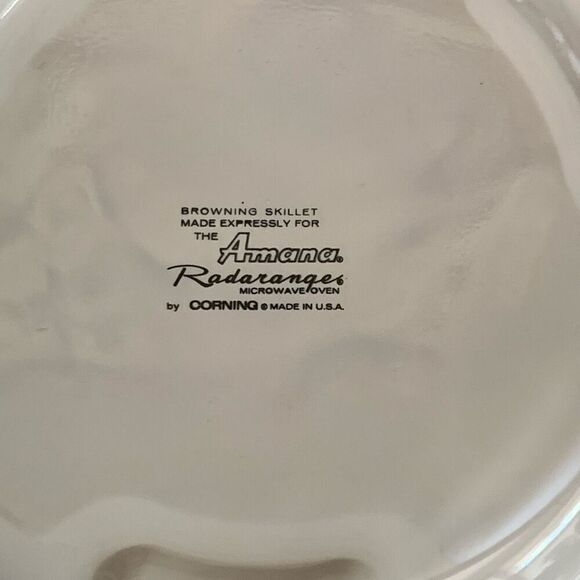 BROWNING SKILLET
MADE EXPRESSLY FOR
THE Amana®
Radarange®
MICROWAVE OVEN
by CORNING ® MADE IN U.S.A.